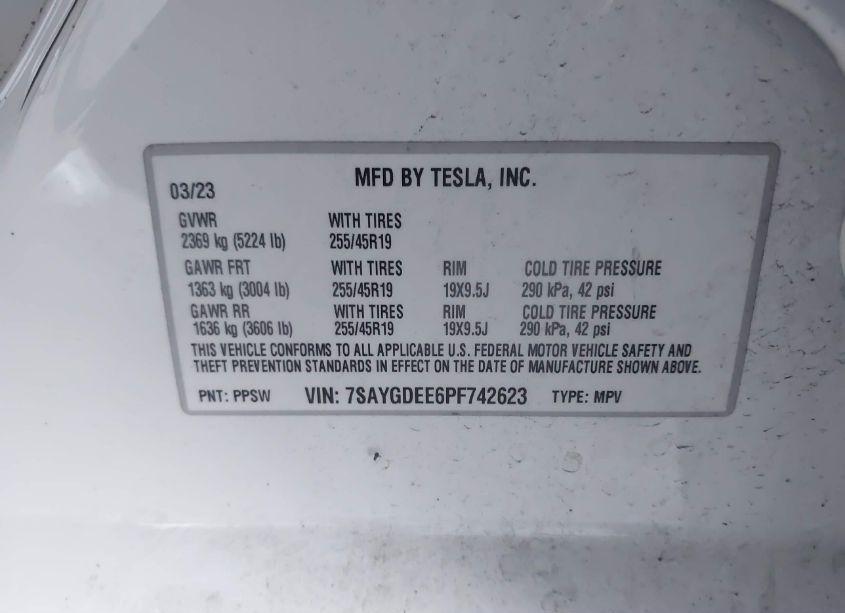 MFD BY TESLA, INC.
03/23
GVWR WITH TIRES
2369 kg (5224 lb) 255/45R19
GAWR FRT WITH TIRES RIM COLD TIRE PRESSURE
1363 kg (3004 lb) 255/45R19 19X9.5J 290 kPa, 42 psi
GAWR RR WITH TIRES RIM COLD TIRE PRESSURE
1636 kg (3606 lb) 255/45R19 19X9.5J 290 kPa, 42 psi
THIS VEHICLE CONFORMS TO ALL APPLICABLE U.S. FEDERAL MOTOR VEHICLE SAFETY AND
THEFT PREVENTION STANDARDS IN EFFECT ON THE DATE OF MANUFACTURE SHOWN ABOVE.
PNT: PPSW VIN: 7SAYGDEE6PF742623 TYPE: MPV